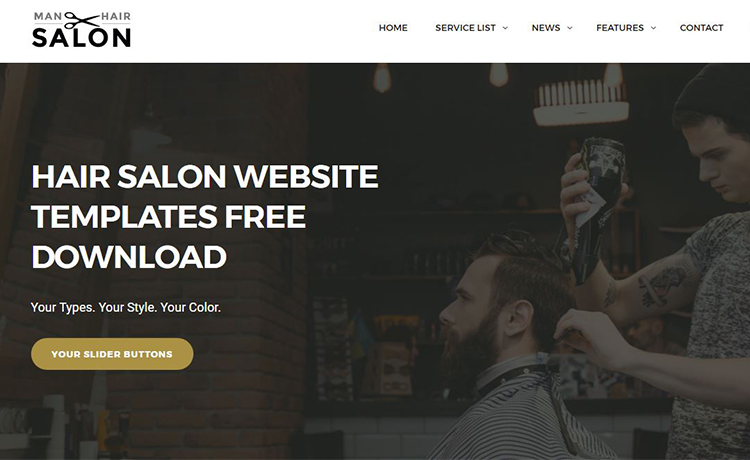 MAN HAIR
SALON
HOME SERVICE LIST NEWS FEATURES CONTACT
HAIR SALON WEBSITE
TEMPLATES FREE
DOWNLOAD
Your Types. Your Style. Your Color.
YOUR SLIDER BUTTONS